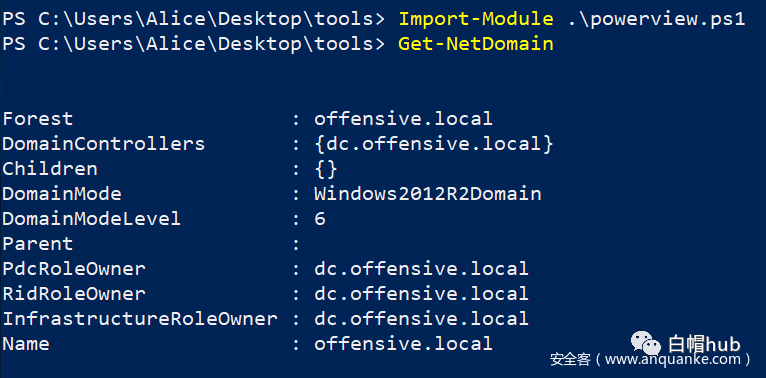 PS C:\Users\Alice\Desktop\tools> Import-Module .\powerview.ps1
PS C:\Users\Alice\Desktop\tools> Get-NetDomain
Forest                  : offensive.local
DomainControllers       : {dc.offensive.local}
Children                : {}
DomainMode              : Windows2012R2Domain
DomainModeLevel         : 6
Parent                  :
PdcRoleOwner            : dc.offensive.local
RidRoleOwner            : dc.offensive.local
InfrastructureRoleOwner : dc.offensive.local
Name                    : offensive.local
白帽hub
安全客（www.anquanke.com）